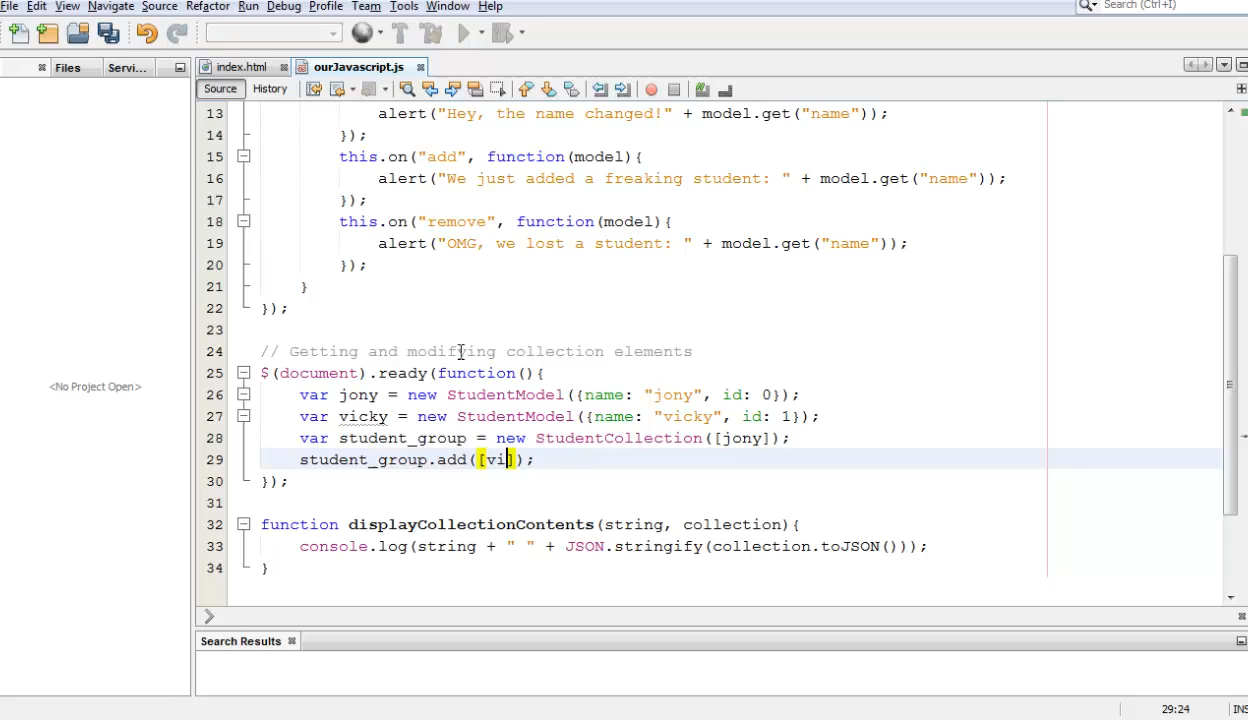 File Edit View Navigate Source Refactor Run Debug Profile Team Tools Window Help
Search (Ctrl+I)
Files Servi... index.html ourJavascript.js
Source History
13 alert("Hey, the name changed!" + model.get("name"));
14 });
15 this.on("add", function(model){
16 alert("We just added a freaking student: " + model.get("name"));
17 });
18 this.on("remove", function(model){
19 alert("OMG, we lost a student: " + model.get("name"));
20 });
21 }
22 });
23
24 // Getting and modifying collection elements
25 $(document).ready(function(){
26 var jony = new StudentModel({name: "jony", id: 0});
27 var vicky = new StudentModel({name: "vicky", id: 1});
28 var student_group = new StudentCollection([jony]);
29 student_group.add([vi]);
30 });
31
32 function displayCollectionContents(string, collection){
33 console.log(string + " " + JSON.stringify(collection.toJSON()));
34 }
<No Project Open>
Search Results
29:24 INS